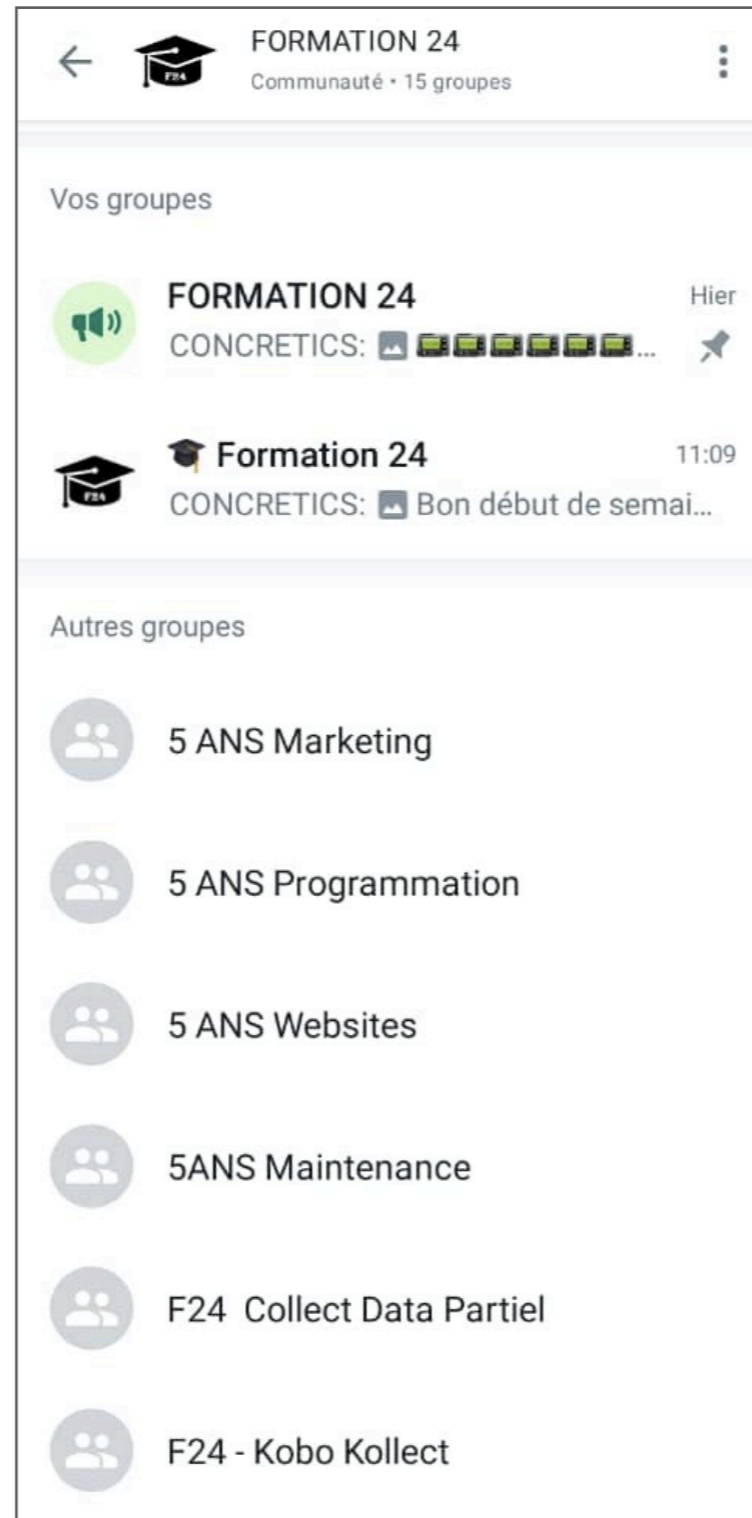 FORMATION 24
Communauté • 15 groupes
Vos groupes
FORMATION 24
Hier
CONCRETICS: 📟📟📟📟📟📟...
F24
🎓 Formation 24
11:09
CONCRETICS: Bon début de semai...
F24
Autres groupes
5 ANS Marketing
5 ANS Programmation
5 ANS Websites
5ANS Maintenance
F24 Collect Data Partiel
F24 - Kobo Kollect